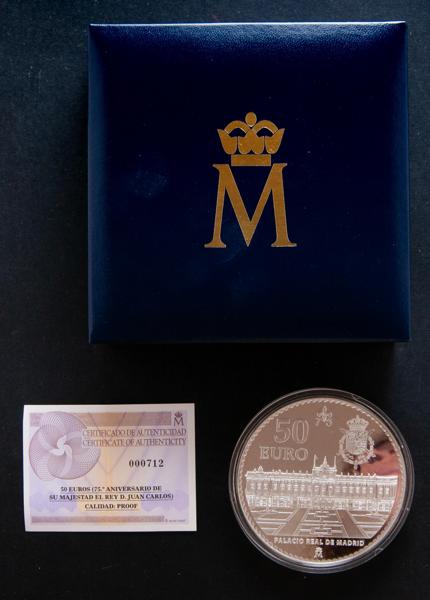 M
M
CERTIFICADO DE AUTENTICIDAD
CERTIFICATE OF AUTHENTICITY
000712
50 EUROS (75.º ANIVERSARIO DE
SU MAJESTAD EL REY D. JUAN CARLOS)
CALIDAD: PROOF
50
EURO
PALACIO REAL DE MADRID
M